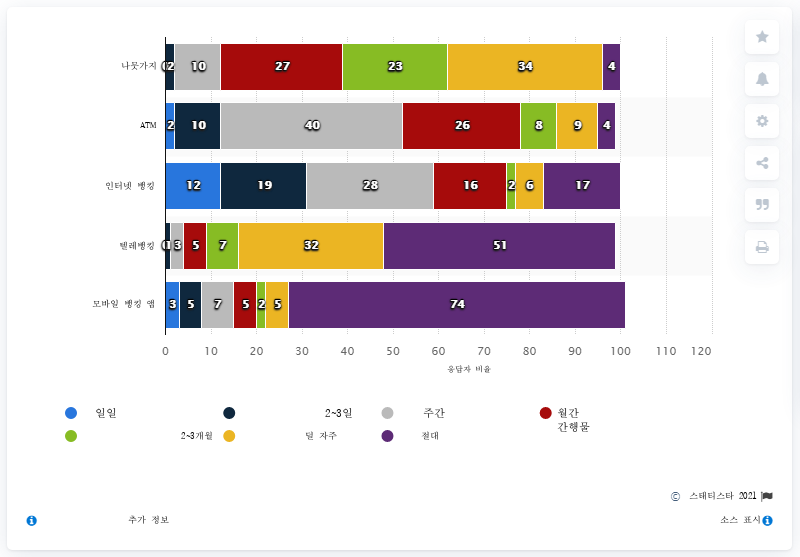 나뭇가지 0 2 10 27 23 34 4
ATM 2 10 40 26 8 9 4
인터넷 뱅킹 12 19 28 16 2 6 17
텔레뱅킹 0 1 3 5 7 32 51
모바일 뱅킹 앱 3 5 7 5 2 5 74
0 10 20 30 40 50 60 70 80 90 100 110 120
응답자 비율
일일 2~3일 주간 월간
간행물
2~3개월 덜 자주 절대
© 스태티스타 2021
추가 정보 소스 표시